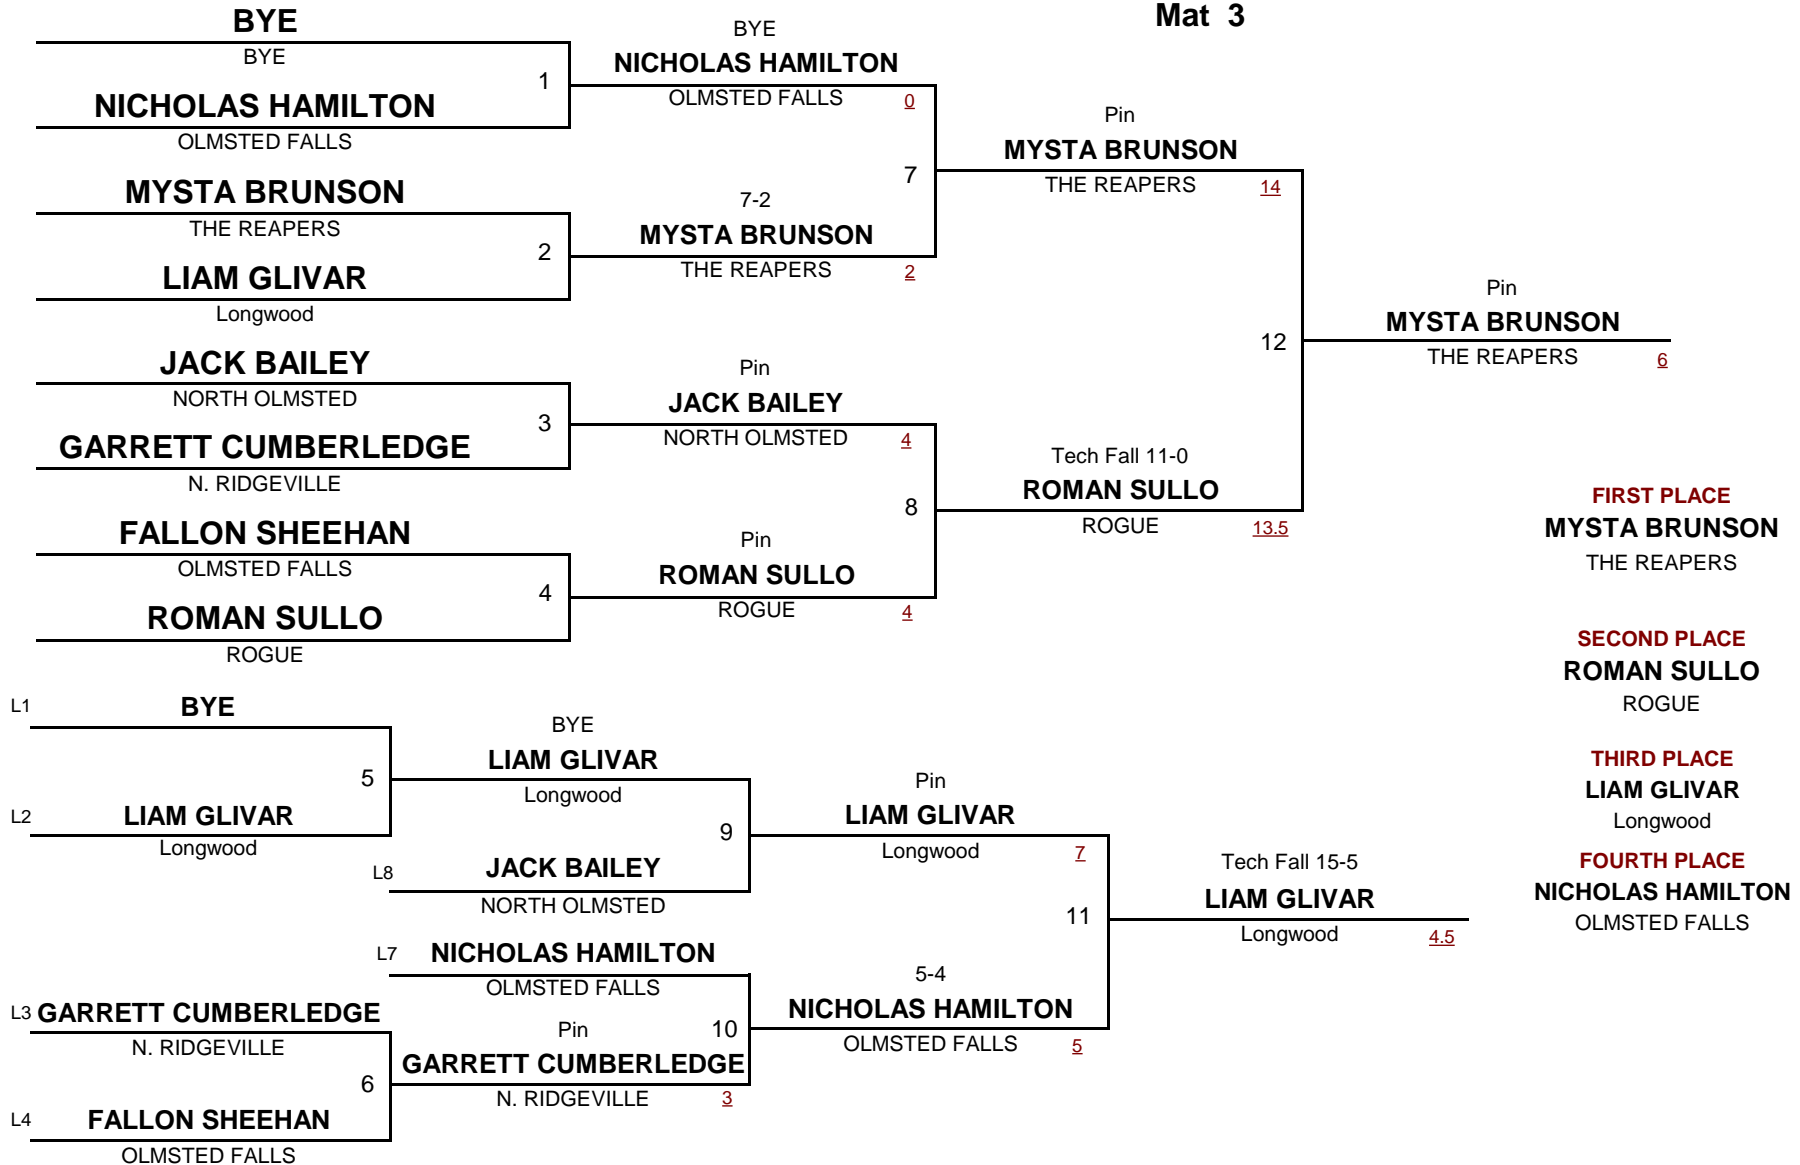 Mat 3
BYE
BYE
1
NICHOLAS HAMILTON
OLMSTED FALLS
MYSTA BRUNSON
THE REAPERS
2
LIAM GLIVAR
Longwood
JACK BAILEY
NORTH OLMSTED
3
GARRETT CUMBERLEDGE
N. RIDGEVILLE
FALLON SHEEHAN
OLMSTED FALLS
4
ROMAN SULLO
ROGUE
BYE
NICHOLAS HAMILTON
OLMSTED FALLS 0
7
7-2
MYSTA BRUNSON
THE REAPERS 2
Pin
JACK BAILEY
NORTH OLMSTED 4
8
Pin
ROMAN SULLO
ROGUE 4
Pin
MYSTA BRUNSON
THE REAPERS 14
12
Tech Fall 11-0
ROMAN SULLO
ROGUE 13.5
Pin
MYSTA BRUNSON
THE REAPERS 6
FIRST PLACE
MYSTA BRUNSON
THE REAPERS
SECOND PLACE
ROMAN SULLO
ROGUE
THIRD PLACE
LIAM GLIVAR
Longwood
FOURTH PLACE
NICHOLAS HAMILTON
OLMSTED FALLS
L1 BYE
5
L2 LIAM GLIVAR
Longwood
L3 GARRETT CUMBERLEDGE
N. RIDGEVILLE
6
L4 FALLON SHEEHAN
OLMSTED FALLS
BYE
LIAM GLIVAR
Longwood
9
L8 JACK BAILEY
NORTH OLMSTED
L7 NICHOLAS HAMILTON
OLMSTED FALLS
Pin 10
GARRETT CUMBERLEDGE
N. RIDGEVILLE 3
Pin
LIAM GLIVAR
Longwood 7
11
5-4
NICHOLAS HAMILTON
OLMSTED FALLS 5
Tech Fall 15-5
LIAM GLIVAR
Longwood 4.5